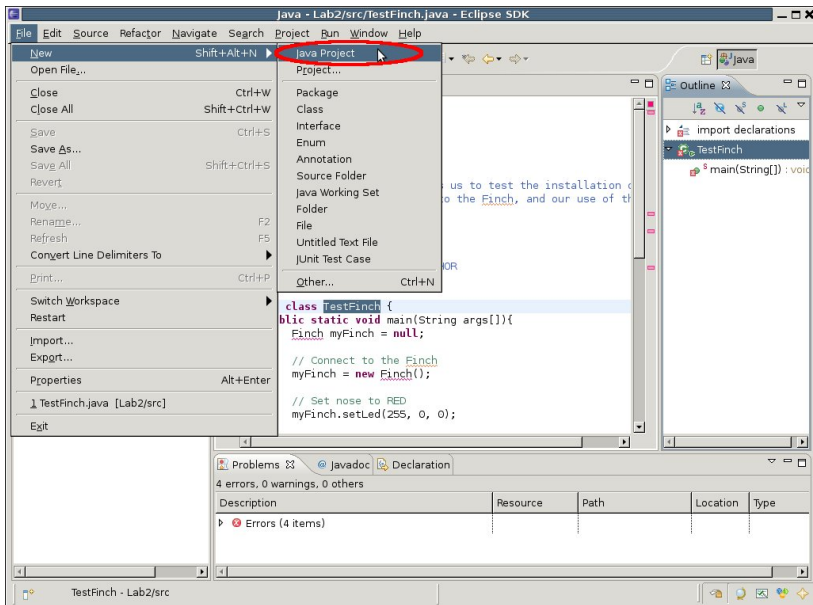 Java - Lab2/src/TestFinch.java - Eclipse SDK
File Edit Source Refactor Navigate Search Project Run Window Help
New Shift+Alt+N
Open File...
Close Ctrl+W
Close All Shift+Ctrl+W
Save Ctrl+S
Save As...
Save All Shift+Ctrl+S
Revert
Move...
Rename... F2
Refresh F5
Convert Line Delimiters To
Print... Ctrl+P
Switch Workspace
Restart
Import...
Export...
Properties Alt+Enter
1 TestFinch.java [Lab2/src]
Exit
Java Project
Project...
Package
Class
Interface
Enum
Annotation
Source Folder
Java Working Set
Folder
File
Untitled Text File
JUnit Test Case
Other... Ctrl+N
us to test the installation
to the Finch, and our use of
HOR
class TestFinch {
blic static void main(String args[]){
Finch myFinch = null;
// Connect to the Finch
myFinch = new Finch();
// Set nose to RED
myFinch.setLed(255, 0, 0);
Java
Outline
import declarations
TestFinch
main(String[]) : void
Problems Javadoc Declaration
4 errors, 0 warnings, 0 others
Description Resource Path Location Type
Errors (4 items)
TestFinch - Lab2/src